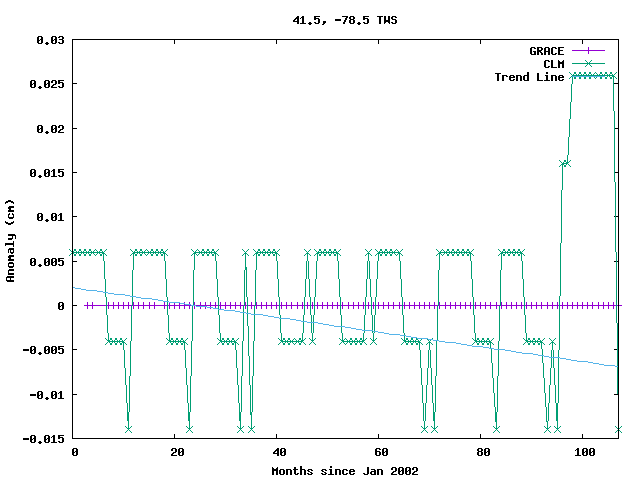 41.5, -78.5 TWS
GRACE
CLM
Trend Line
Anomaly (cm)
0.03
0.025
0.02
0.015
0.01
0.005
0
-0.005
-0.01
-0.015
0 20 40 60 80 100
Months since Jan 2002